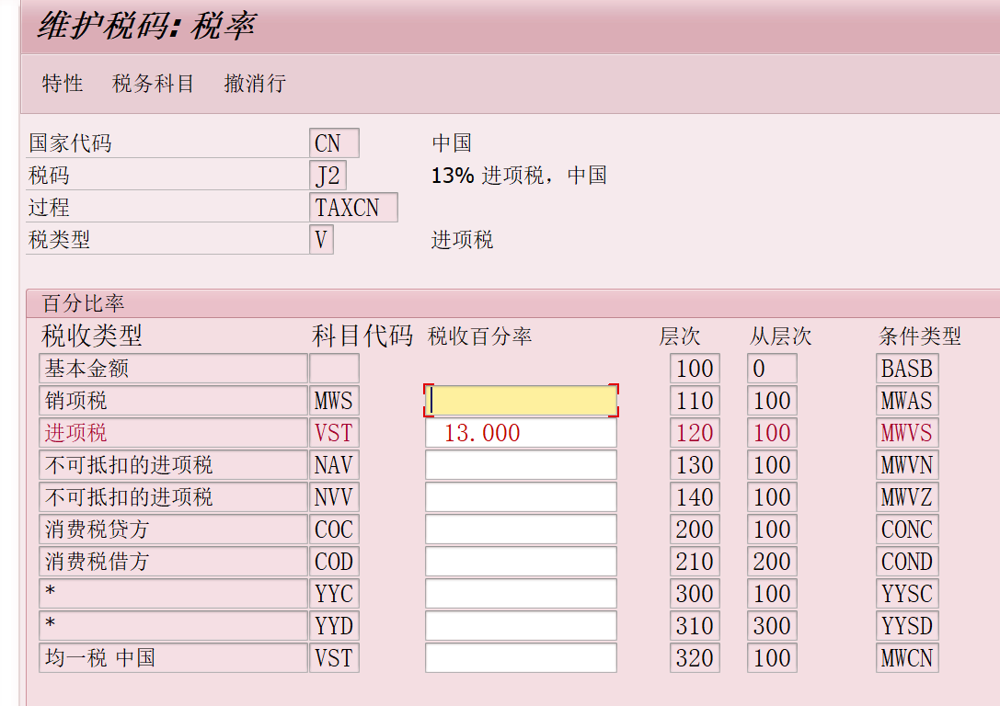 维护税码: 税率
特性 税务科目 撤消行
国家代码 CN 中国
税码 J2 13% 进项税，中国
过程 TAXCN
税类型 V 进项税
百分比率
税收类型 科目代码 税收百分率 层次 从层次 条件类型
基本金额 100 0 BASB
销项税 MWS 110 100 MWAS
进项税 VST 13.000 120 100 MWVS
不可抵扣的进项税 NAV 130 100 MWVN
不可抵扣的进项税 NVV 140 100 MWVZ
消费税贷方 COC 200 100 CONC
消费税借方 COD 210 200 COND
* YYC 300 100 YYSC
* YYD 310 300 YYSD
均一税 中国 VST 320 100 MWCN